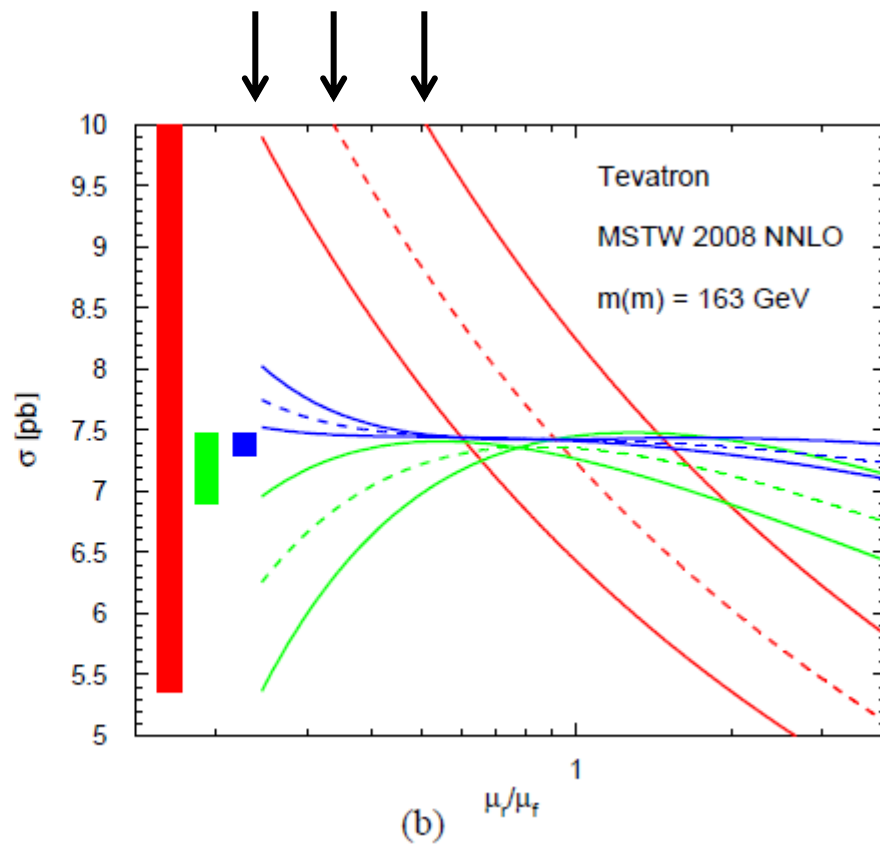 10
9.5
9
8.5
8
7.5
7
6.5
6
5.5
5
σ [pb]
Tevatron
MSTW 2008 NNLO
m(m) = 163 GeV
1
μr/μf
(b)